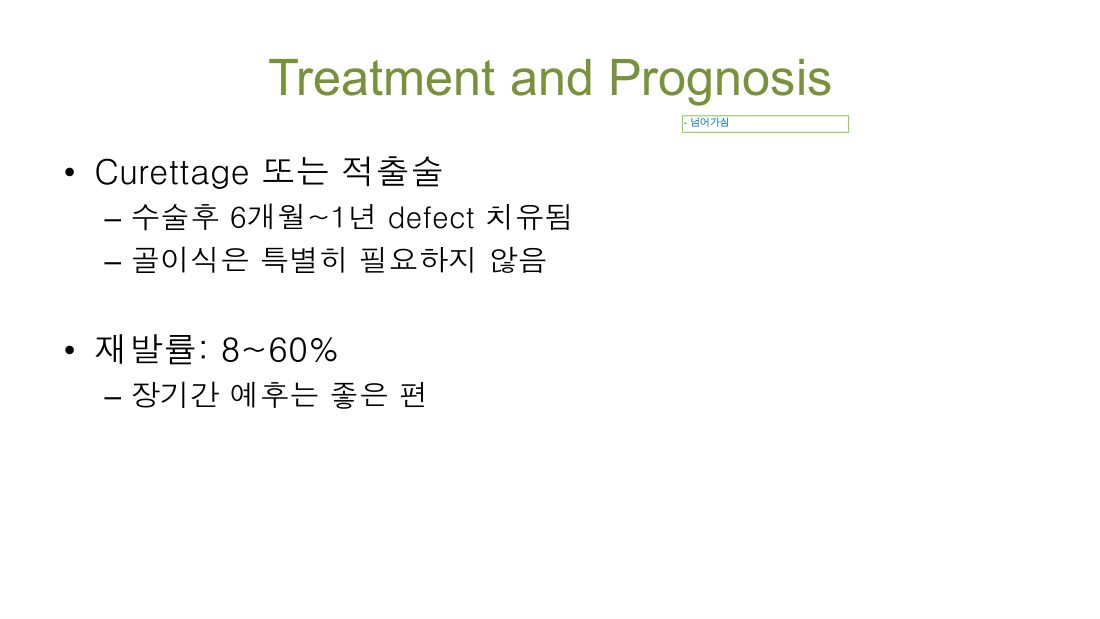 Treatment and Prognosis
- 넘어가심
• Curettage 또는 적출술
– 수술후 6개월~1년 defect 치유됨
– 골이식은 특별히 필요하지 않음
• 재발률: 8~60%
– 장기간 예후는 좋은 편